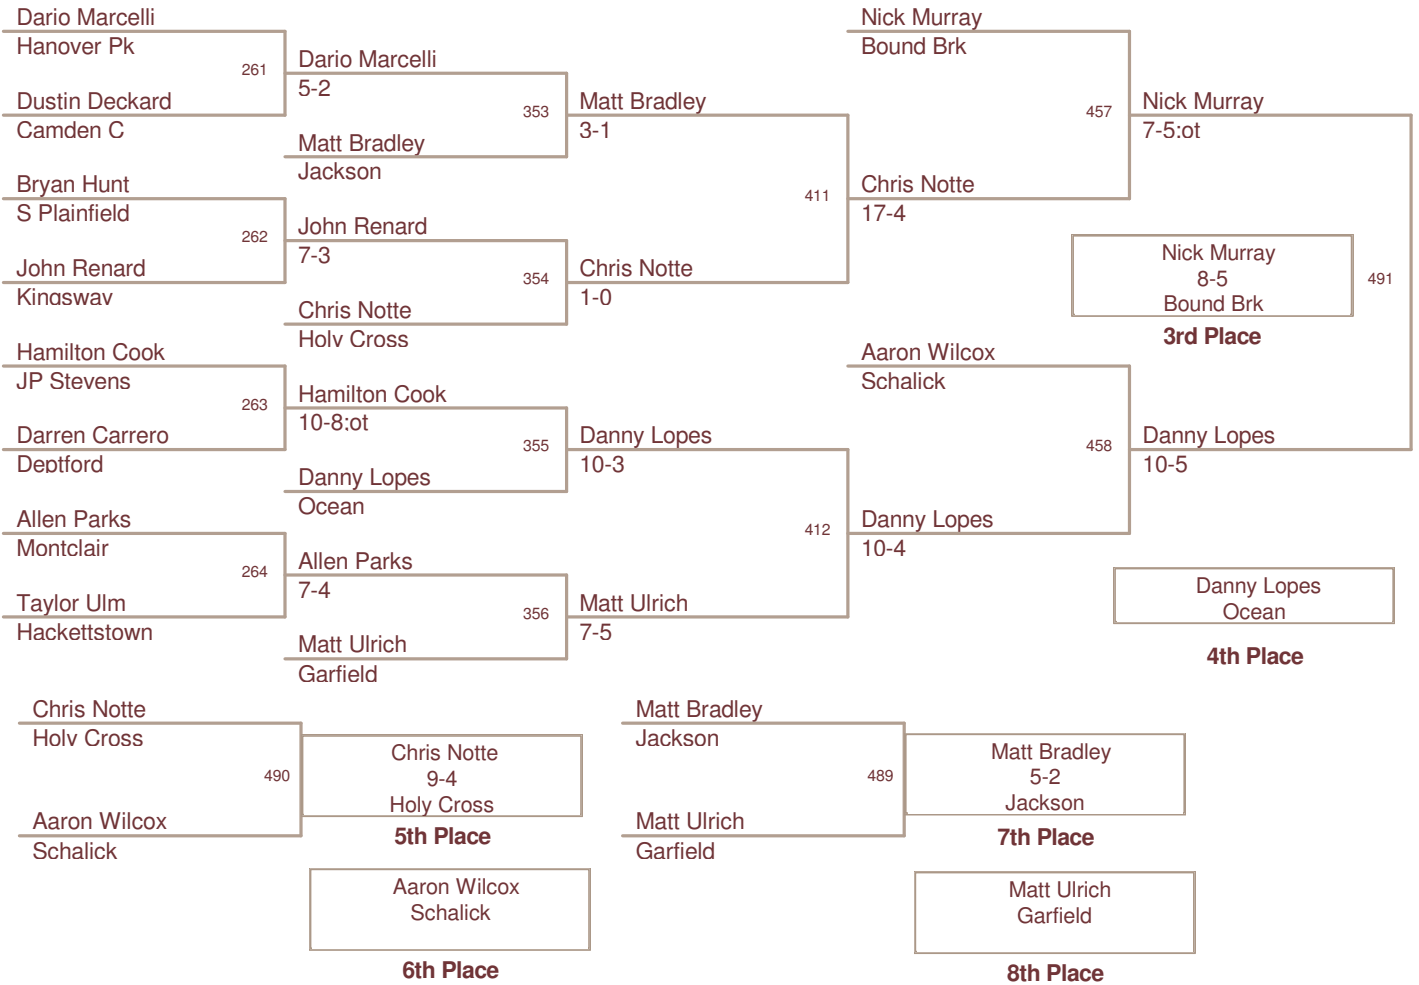 Dario Marcelli
Hanover Pk
261
Dustin Deckard
Camden C
Bryan Hunt
S Plainfield
262
John Renard
Kingsway
Hamilton Cook
JP Stevens
263
Darren Carrero
Deptford
Allen Parks
Montclair
264
Taylor Ulm
Hackettstown
Dario Marcelli
5-2
353
Matt Bradley
Jackson
John Renard
7-3
354
Chris Notte
Holy Cross
Hamilton Cook
10-8:ot
355
Danny Lopes
Ocean
Allen Parks
7-4
356
Matt Ulrich
Garfield
Matt Bradley
3-1
411
Chris Notte
1-0
Danny Lopes
10-3
412
Matt Ulrich
7-5
Nick Murray
Bound Brk
457
Chris Notte
17-4
Aaron Wilcox
Schalick
458
Danny Lopes
10-4
Nick Murray
7-5:ot
Nick Murray
8-5
Bound Brk
491
3rd Place
Danny Lopes
10-5
Danny Lopes
Ocean
4th Place
Chris Notte
Holy Cross
490
Aaron Wilcox
Schalick
Chris Notte
9-4
Holy Cross
5th Place
Aaron Wilcox
Schalick
6th Place
Matt Bradley
Jackson
489
Matt Ulrich
Garfield
Matt Bradley
5-2
Jackson
7th Place
Matt Ulrich
Garfield
8th Place